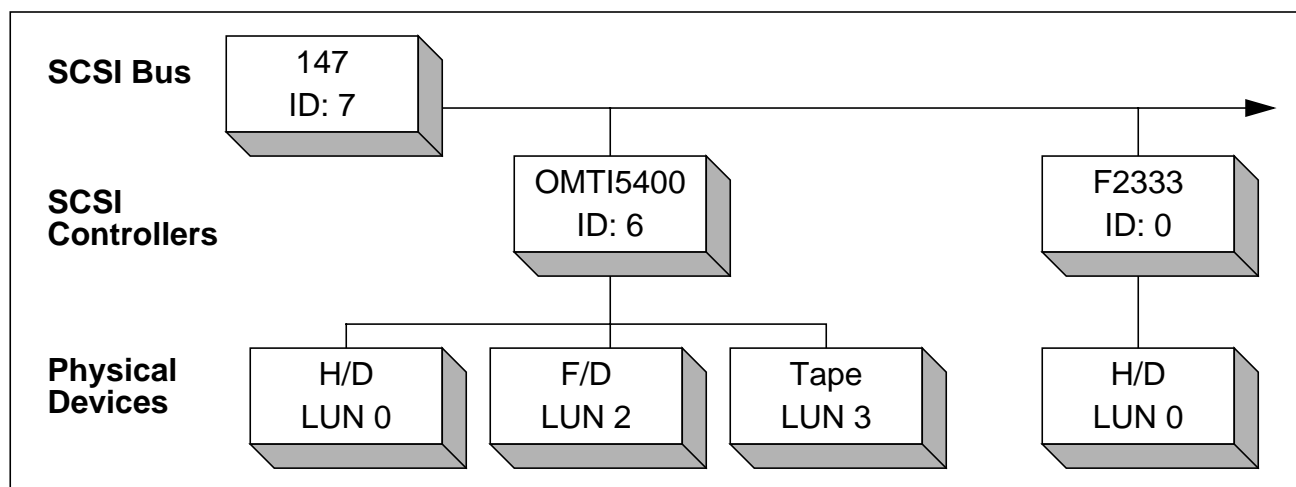 SCSI Bus
147
ID: 7
SCSI
Controllers
OMTI5400
ID: 6
F2333
ID: 0
Physical
Devices
H/D
LUN 0
F/D
LUN 2
Tape
LUN 3
H/D
LUN 0